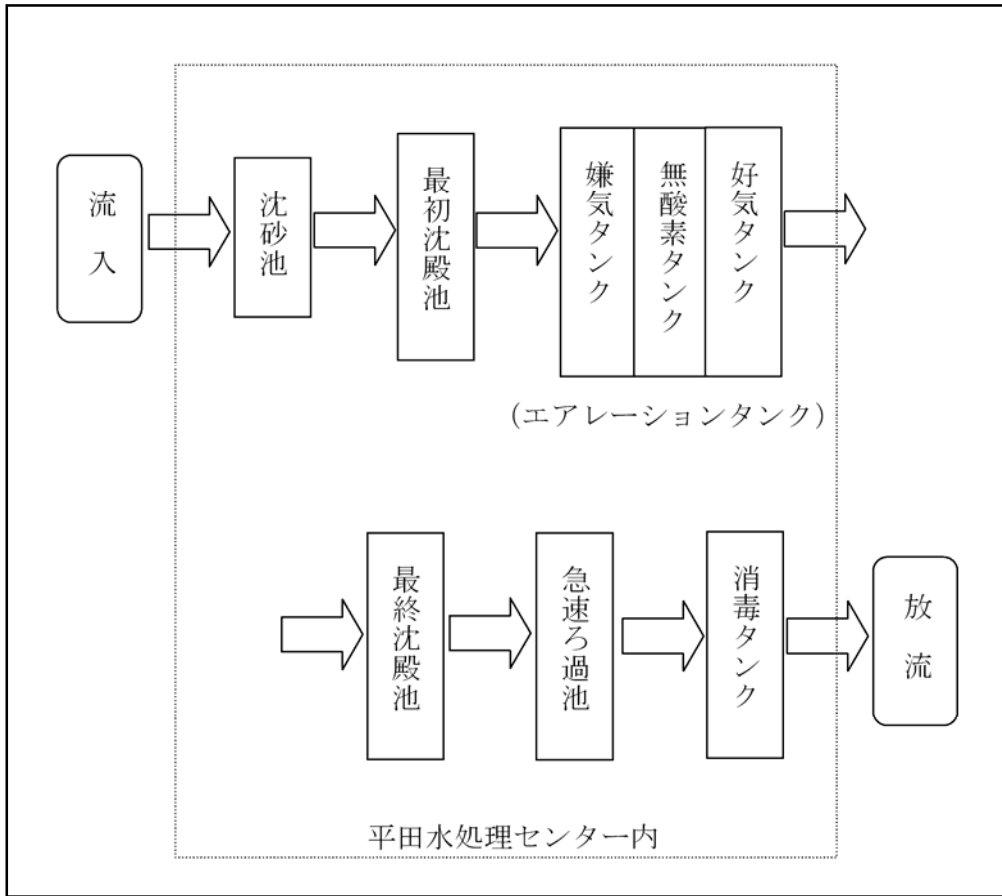 流入
沈砂池
最初沈殿池
嫌気タンク
無酸素タンク
好気タンク
(エアレーションタンク)
最終沈殿池
急速ろ過池
消毒タンク
放流
平田水処理センター内